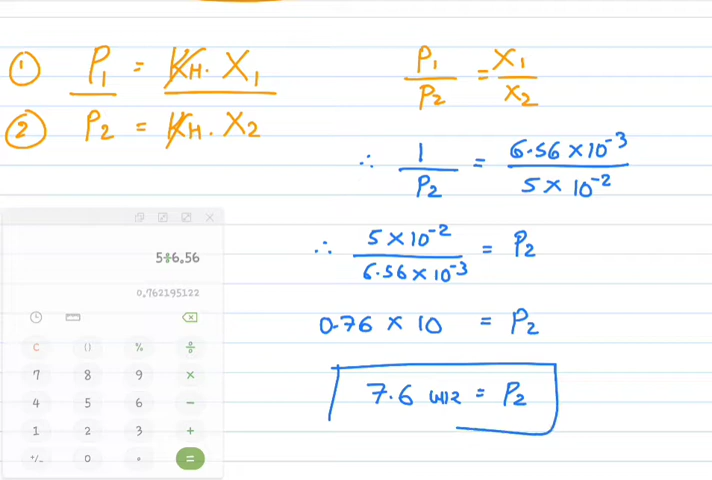 ① P₁ = K_H. X₁
② P₂ = K_H. X₂
P₁/P₂ = X₁/X₂
∴ 1/P₂ = 6.56 × 10⁻³ / 5 × 10⁻²
∴ 5 × 10⁻² / 6.56 × 10⁻³ = P₂
0.76 × 10 = P₂
7.6 બાર = P₂
5÷6.56
0.762195122
C () % ÷
7 8 9 ×
4 5 6 −
1 2 3 +
+/- 0 . =